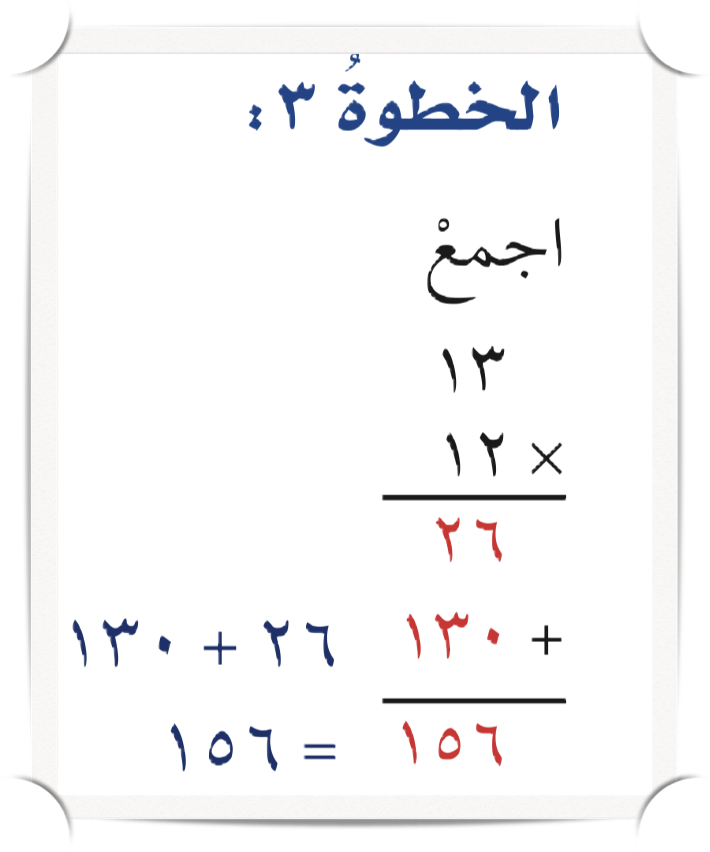 الخطوةُ ٣ :
اجمعْ
١٣
× ١٢
٢٦
+ ١٣٠ ٢٦ + ١٣٠
١٥٦ = ١٥٦